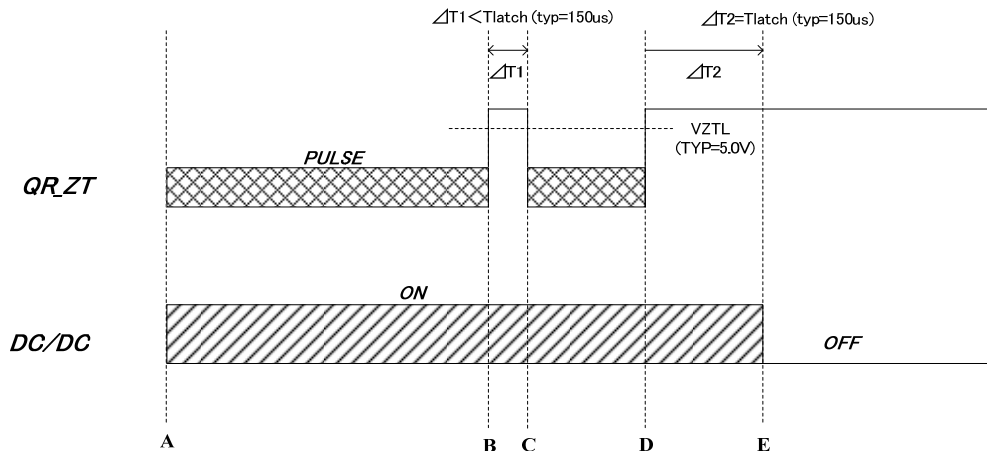 ⊿T1<Tlatch(typ=150us)
⊿T2=Tlatch(typ=150us)
⊿T1
⊿T2
VZTL
(TYP=5.0V)
PULSE
QR_ZT
ON
DC/DC
OFF
A B C D E